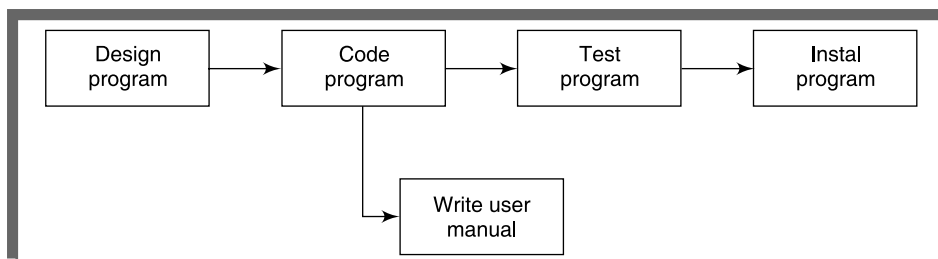 Design
program
Code
program
Test
program
Instal
program
Write user
manual